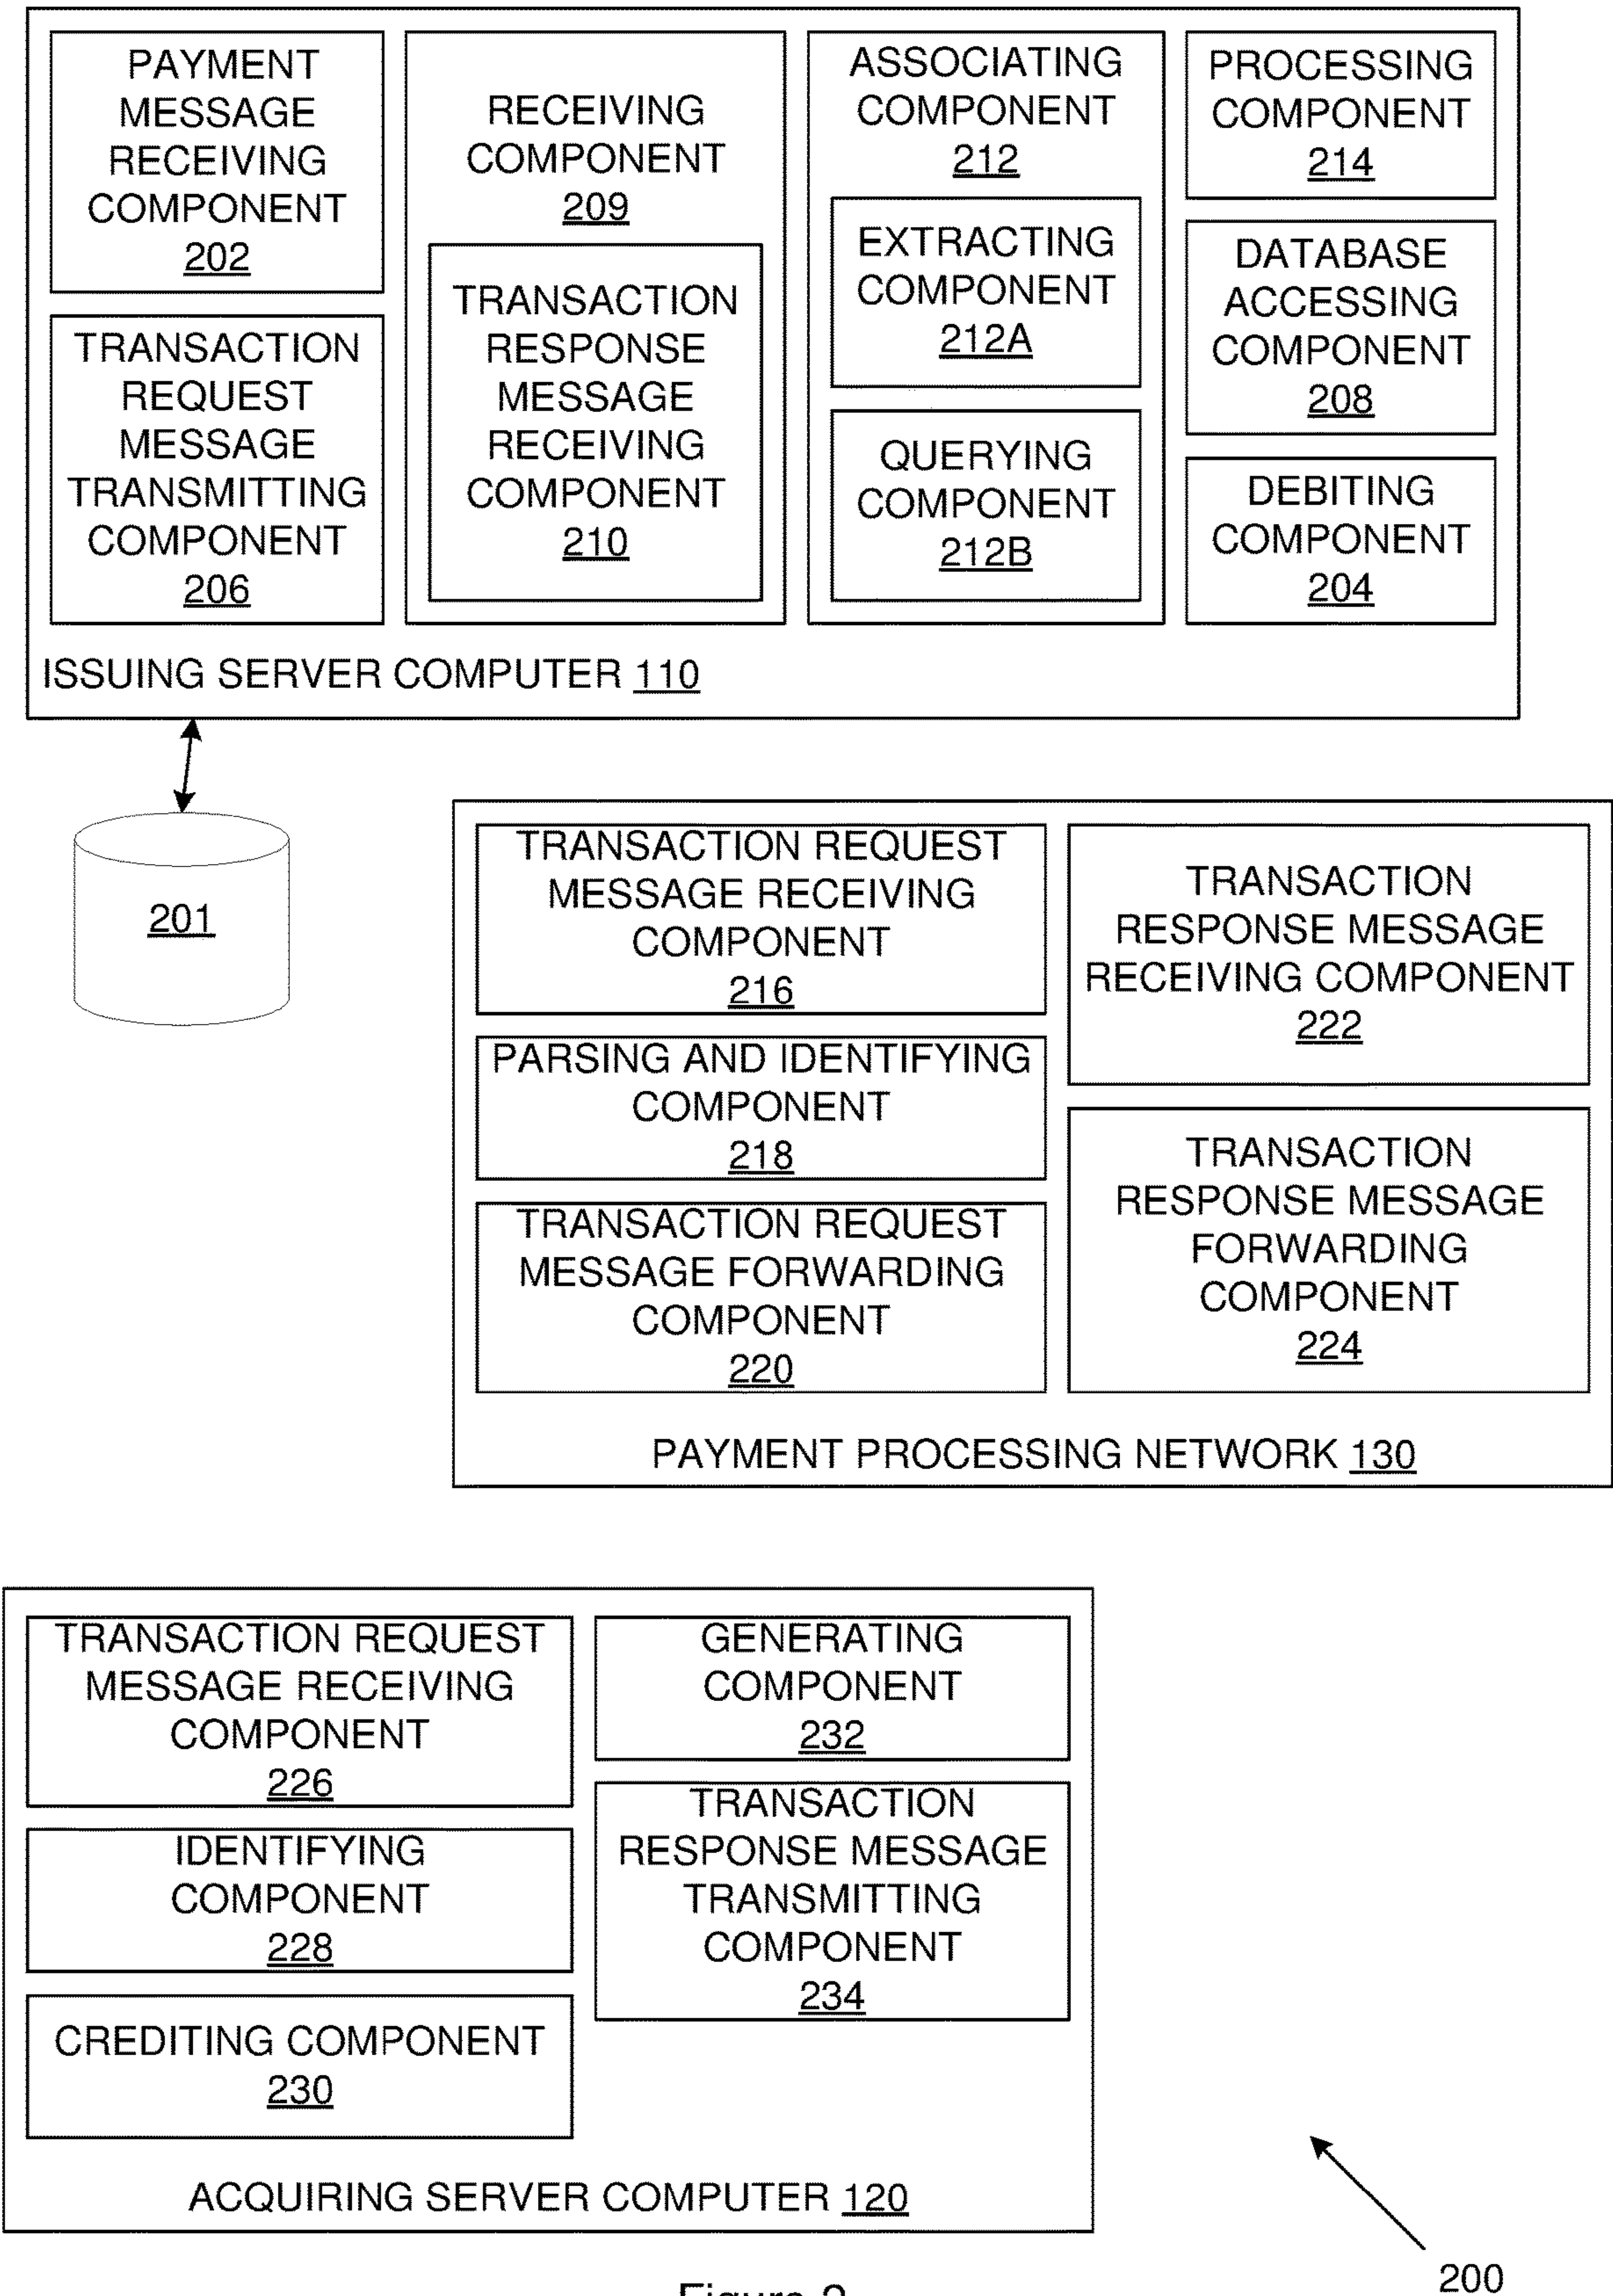 PAYMENT
MESSAGE
RECEIVING
COMPONENT
202
TRANSACTION
REQUEST
MESSAGE
TRANSMITTING
COMPONENT
206
RECEIVING
COMPONENT
209
TRANSACTION
RESPONSE
MESSAGE
RECEIVING
COMPONENT
210
ASSOCIATING
COMPONENT
212
EXTRACTING
COMPONENT
212A
QUERYING
COMPONENT
212B
PROCESSING
COMPONENT
214
DATABASE
ACCESSING
COMPONENT
208
DEBITING
COMPONENT
204
ISSUING SERVER COMPUTER 110
201
TRANSACTION REQUEST
MESSAGE RECEIVING
COMPONENT
216
PARSING AND IDENTIFYING
COMPONENT
218
TRANSACTION REQUEST
MESSAGE FORWARDING
COMPONENT
220
TRANSACTION
RESPONSE MESSAGE
RECEIVING COMPONENT
222
TRANSACTION
RESPONSE MESSAGE
FORWARDING
COMPONENT
224
PAYMENT PROCESSING NETWORK 130
TRANSACTION REQUEST
MESSAGE RECEIVING
COMPONENT
226
IDENTIFYING
COMPONENT
228
CREDITING COMPONENT
230
GENERATING
COMPONENT
232
TRANSACTION
RESPONSE MESSAGE
TRANSMITTING
COMPONENT
234
ACQUIRING SERVER COMPUTER 120
200
Figure 2